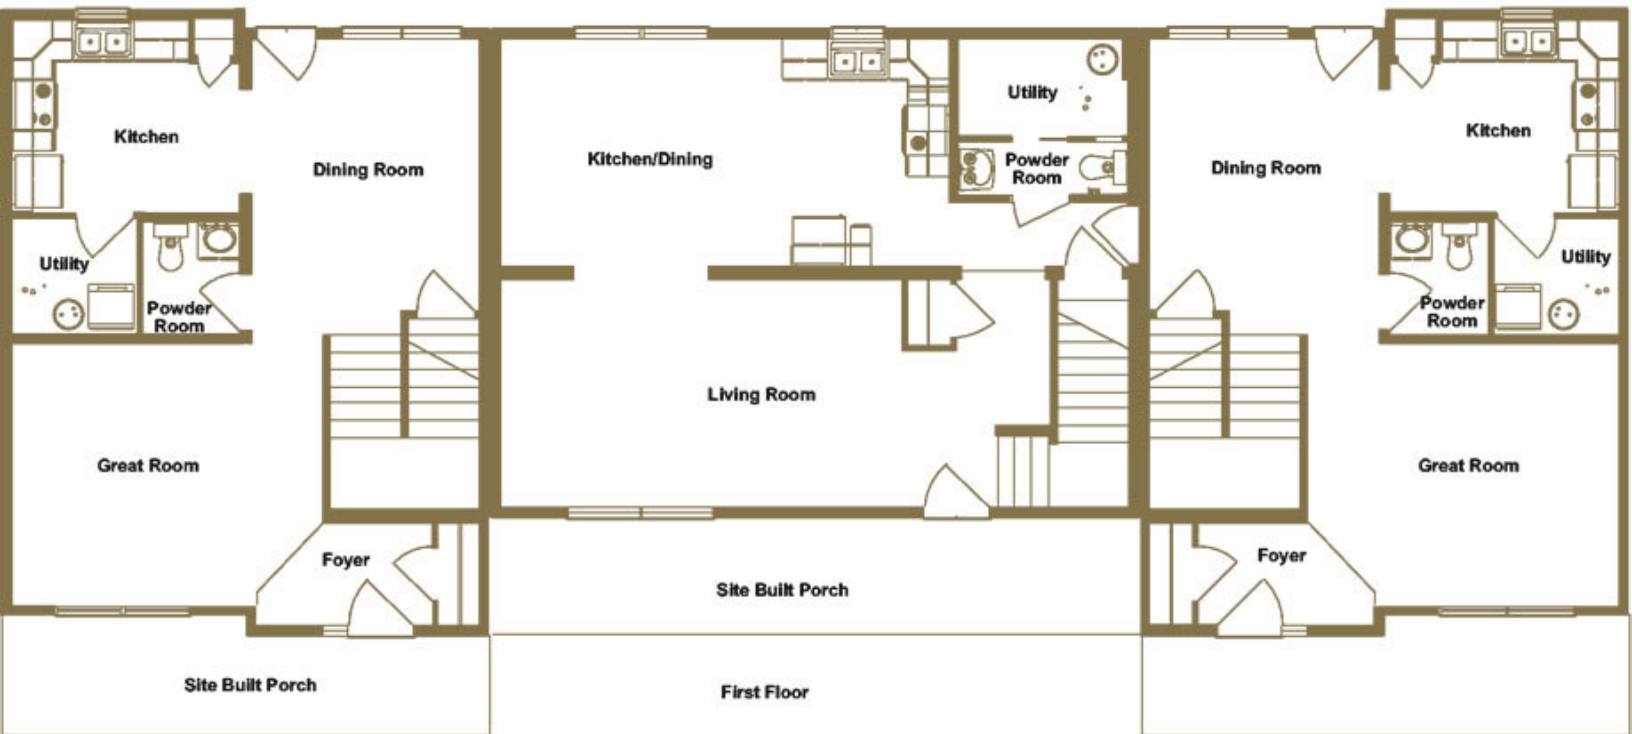 Kitchen
Dining Room
Utility
Powder
Room
Great Room
Foyer
Site Built Porch
Kitchen/Dining
Utility
Powder
Room
Living Room
Site Built Porch
First Floor
Dining Room
Kitchen
Utility
Powder
Room
Great Room
Foyer